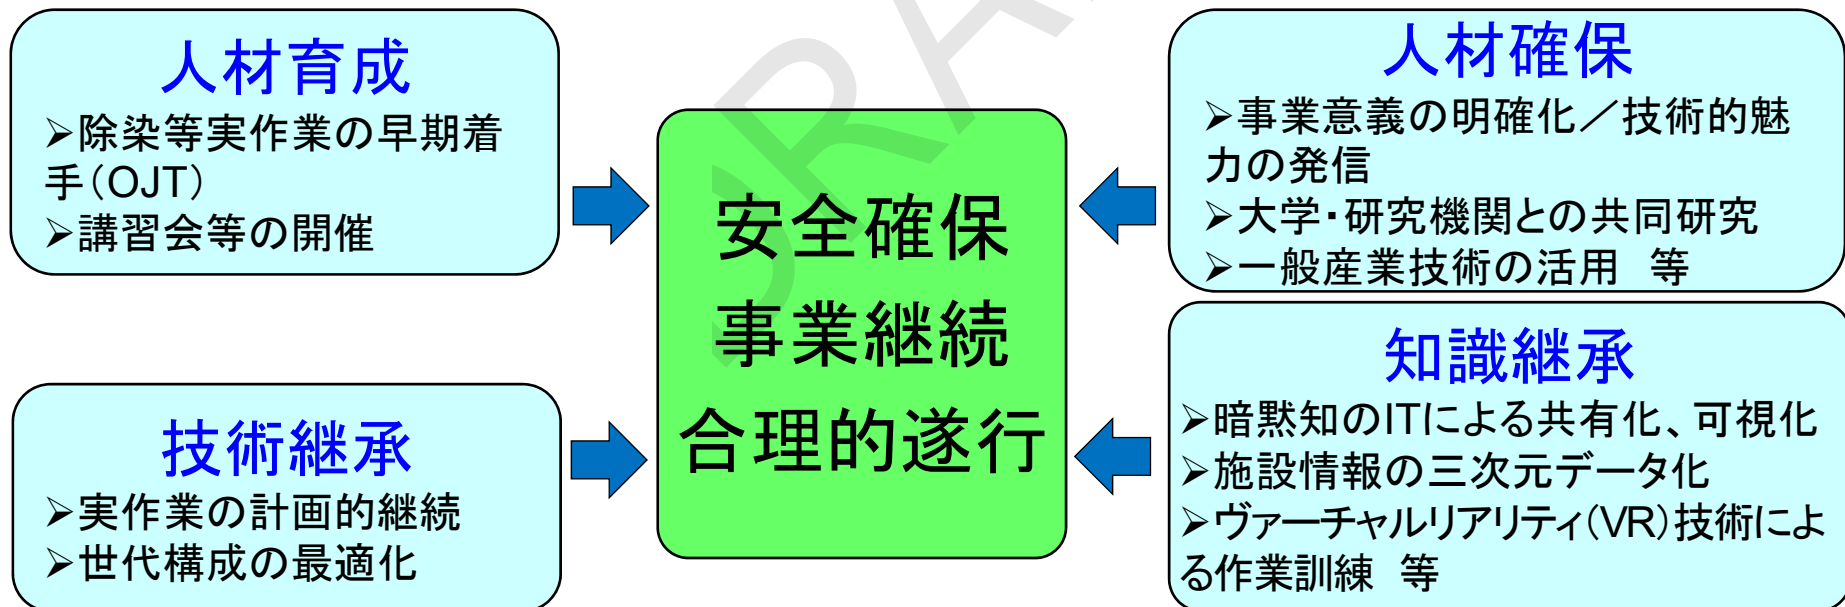 人材育成
➢除染等実作業の早期着
手(OJT)
➢講習会等の開催
技術継承
➢実作業の計画的継続
➢世代構成の最適化
安全確保
事業継続
合理的遂行
人材確保
➢事業意義の明確化／技術的魅
力の発信
➢大学・研究機関との共同研究
➢一般産業技術の活用　等
知識継承
➢暗黙知のITによる共有化、可視化
➢施設情報の三次元データ化
➢ヴァーチャルリアリティ(VR)技術によ
る作業訓練　等